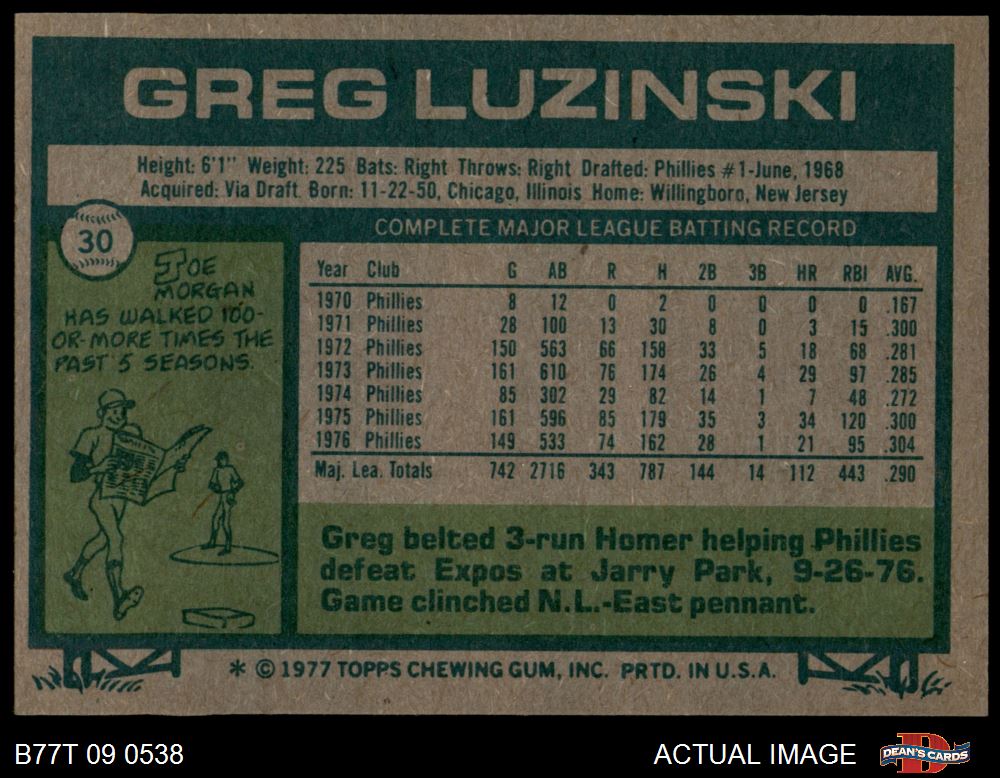 GREG LUZINSKI
Height: 6'1" Weight: 225 Bats: Right Throws: Right Drafted: Phillies #1-June, 1968
Acquired: Via Draft Born: 11-22-50, Chicago, Illinois Home: Willingboro, New Jersey
30
JOE
MORGAN
HAS WALKED 100-
OR-MORE TIMES THE
PAST 5 SEASONS.
COMPLETE MAJOR LEAGUE BATTING RECORD
Year Club G AB R H 2B 3B HR RBI AVG.
1970 Phillies 8 12 0 2 0 0 0 0 .167
1971 Phillies 28 100 13 30 8 0 3 15 .300
1972 Phillies 150 563 66 158 33 5 18 68 .281
1973 Phillies 161 610 76 174 26 4 29 97 .285
1974 Phillies 85 302 29 82 14 1 7 48 .272
1975 Phillies 161 596 85 179 35 3 34 120 .300
1976 Phillies 149 533 74 162 28 1 21 95 .304
Maj. Lea. Totals 742 2716 343 787 144 14 112 443 .290
Greg belted 3-run Homer helping Phillies
defeat Expos at Jarry Park, 9-26-76.
Game clinched N.L.-East pennant.
* © 1977 TOPPS CHEWING GUM, INC. PRTD. IN U.S.A.
B77T 09 0538
ACTUAL IMAGE
D
DEAN'S CARDS